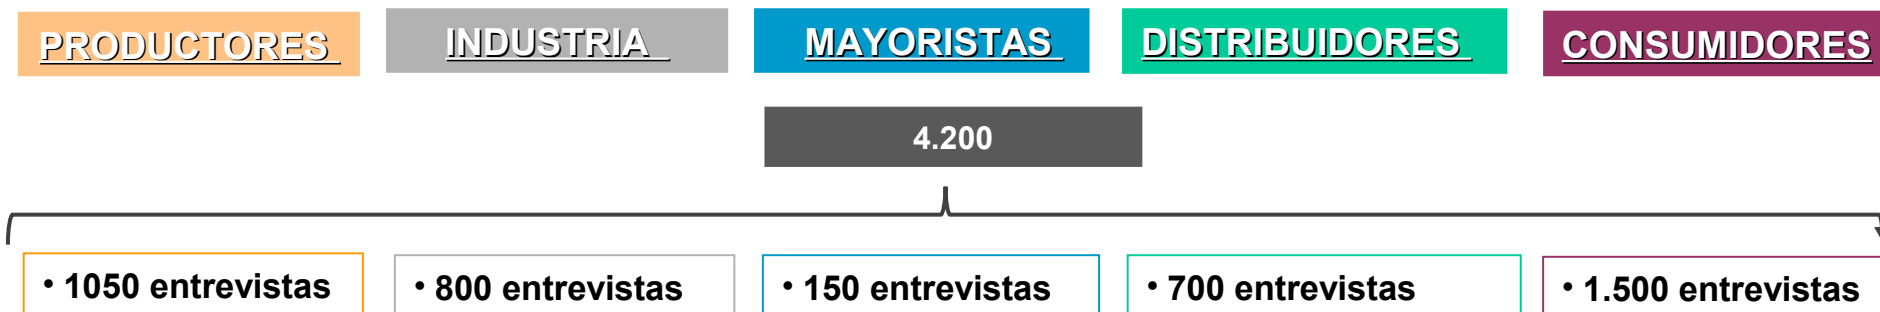 PRODUCTORES
INDUSTRIA
MAYORISTAS
DISTRIBUIDORES
CONSUMIDORES
4.200
• 1050 entrevistas
• 800 entrevistas
• 150 entrevistas
• 700 entrevistas
• 1.500 entrevistas